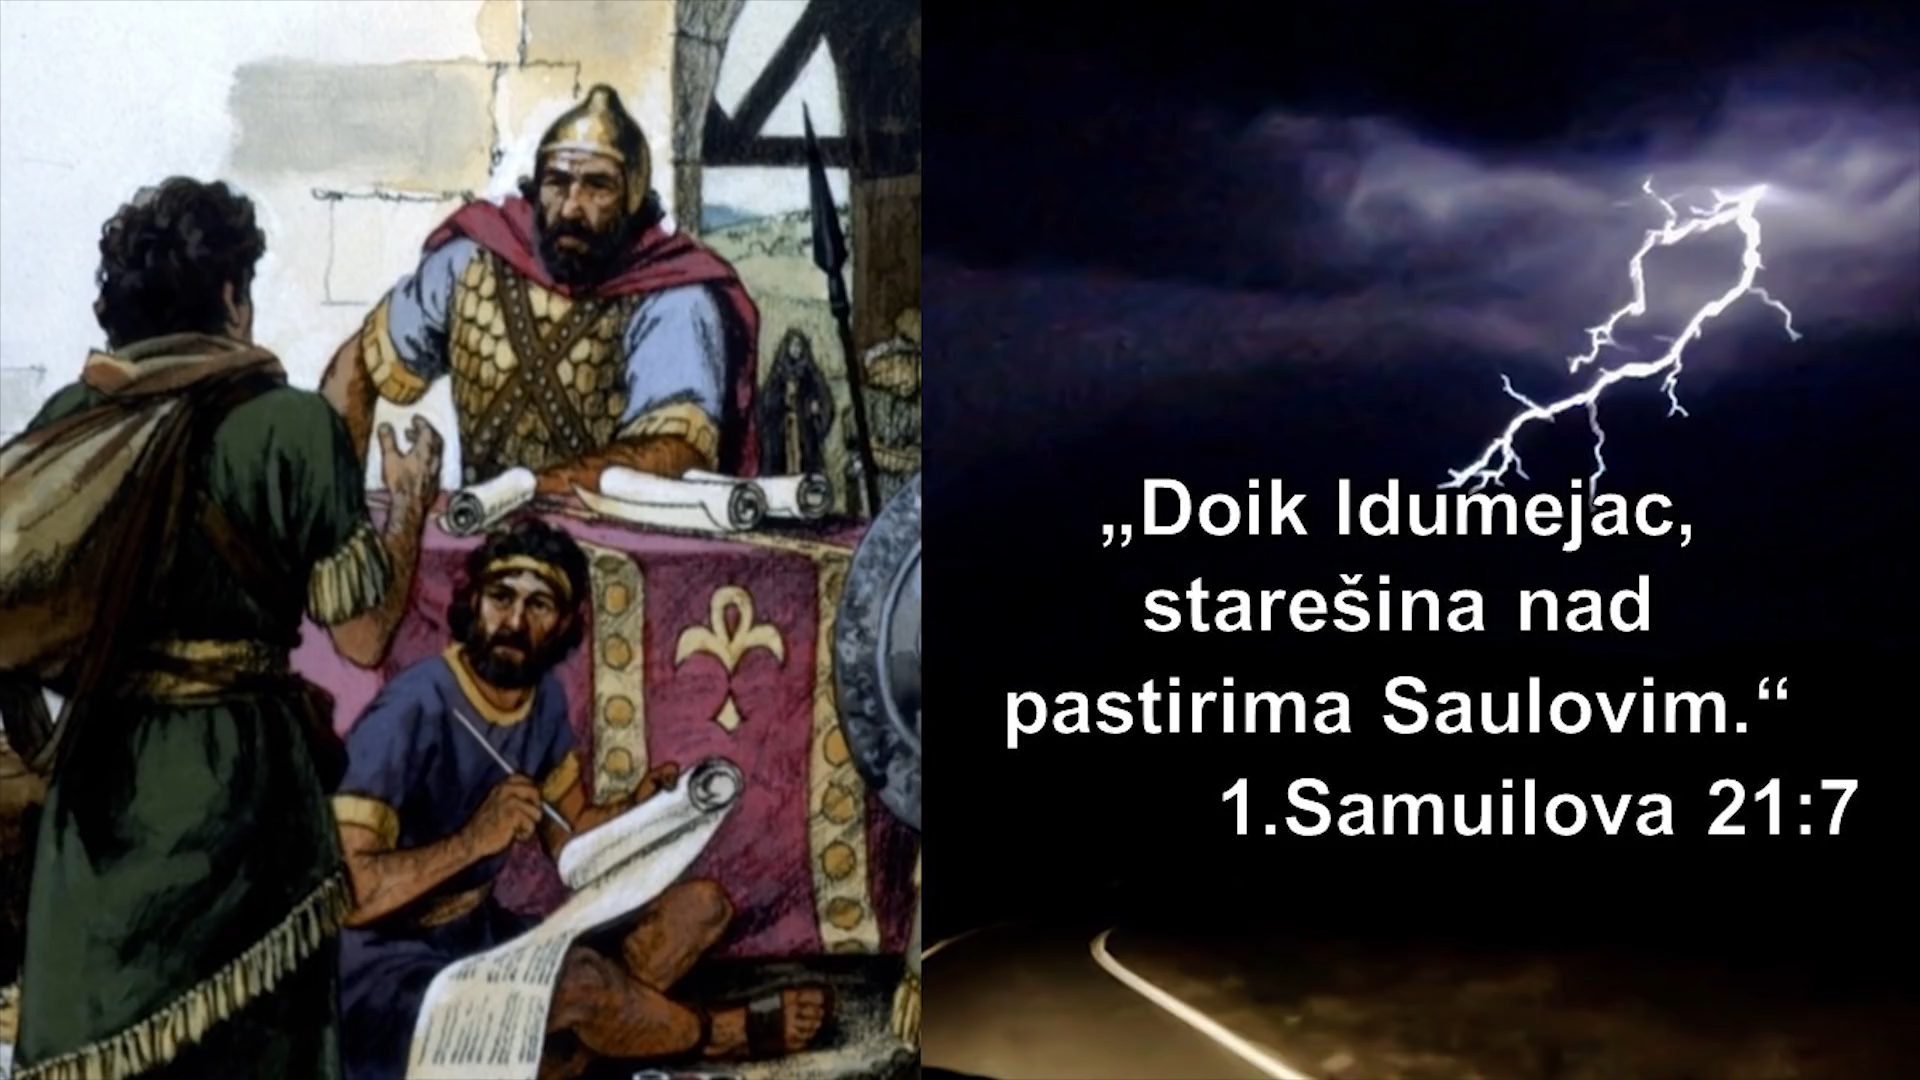 „Doik Idumejac,
starešina nad
pastirima Saulovim.“
1.Samuilova 21:7